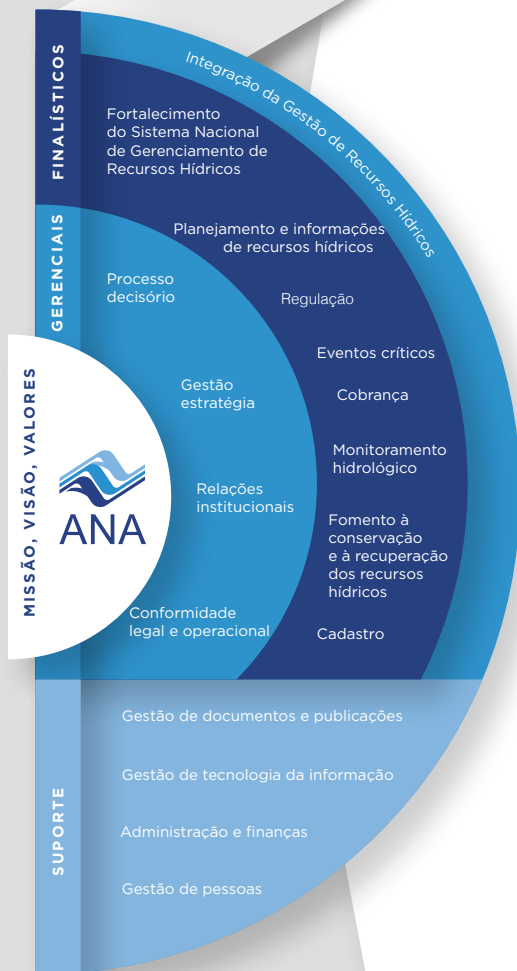 FINALÍSTICOS
Integração da Gestão de Recursos Hídricos
Fortalecimento
do Sistema Nacional
de Gerenciamento de
Recursos Hídricos
Planejamento e informações
de recursos hídricos
Regulação
Eventos críticos
Cobrança
Monitoramento
hidrológico
Fomento à
conservação
e à recuperação
dos recursos
hídricos
Cadastro
GERENCIAIS
Processo
decisório
Gestão
estratégia
Relações
institucionais
Conformidade
legal e operacional
MISSÃO, VISÃO, VALORES
ANA
SUPORTE
Gestão de documentos e publicações
Gestão de tecnologia da informação
Administração e finanças
Gestão de pessoas